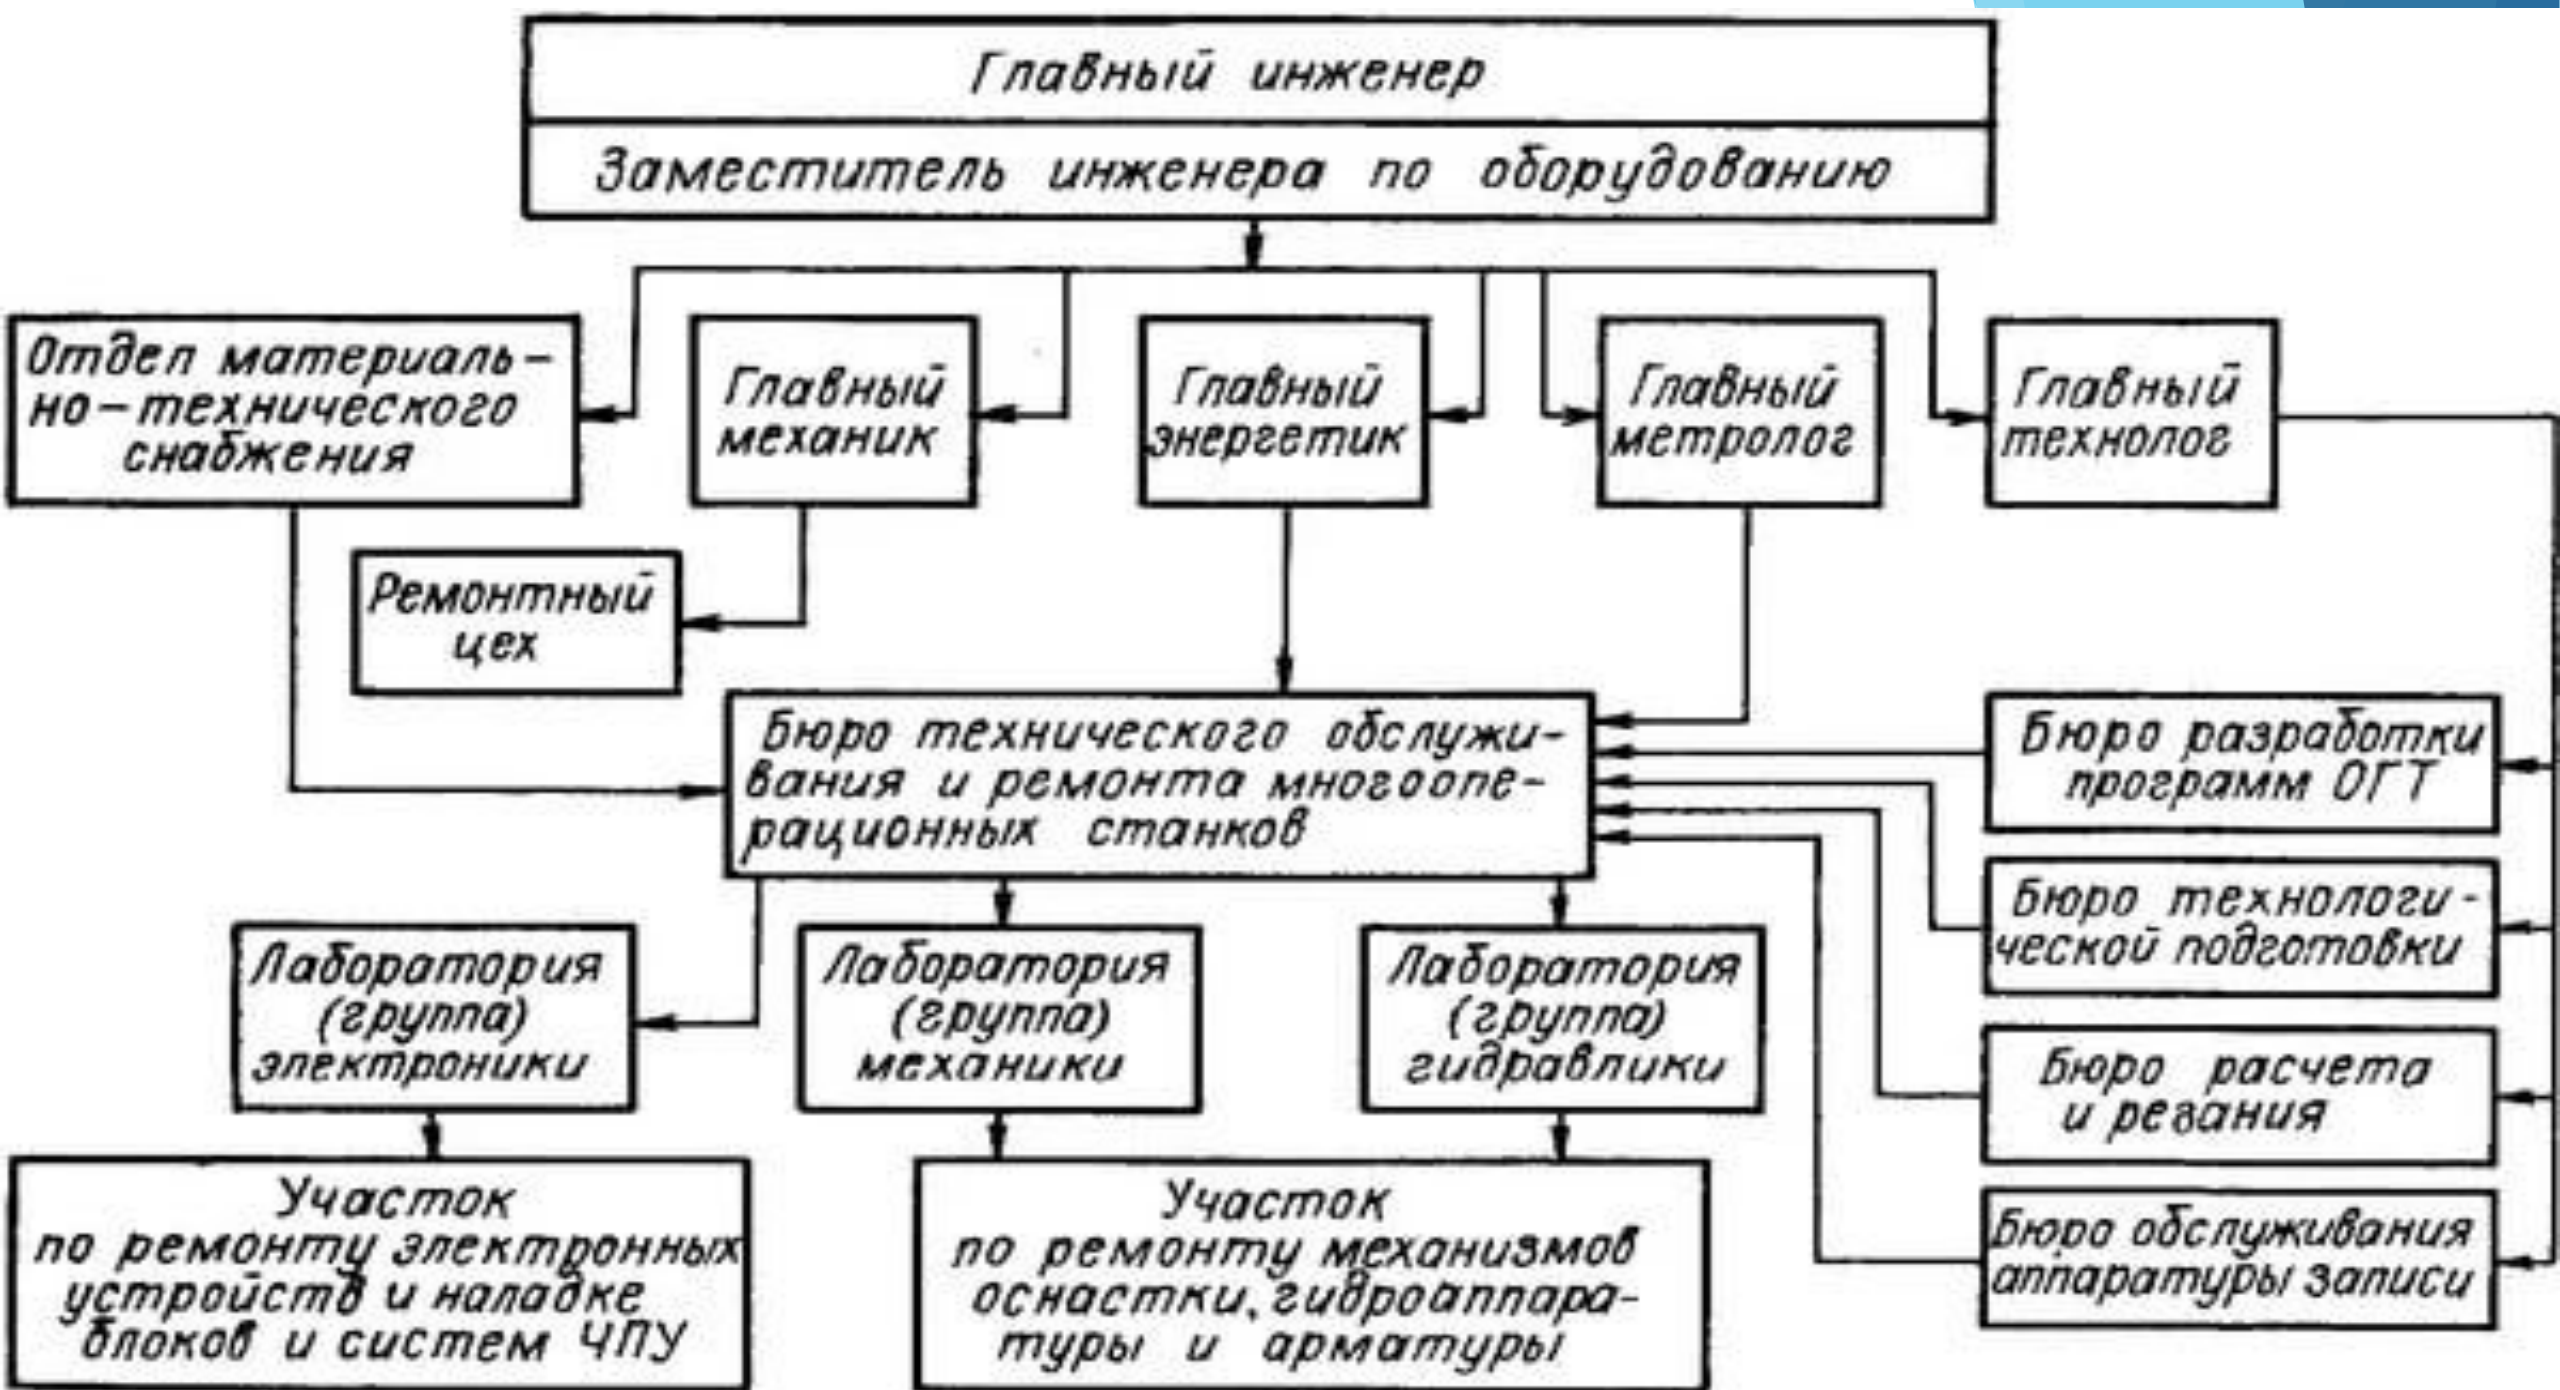 Главный инженер
Заместитель инженера по оборудованию
Отдел материаль-
но-технического
снабжения
Главный
механик
Главный
энергетик
Главный
метролог
Главный
технолог
Ремонтный
цех
Бюро технического обслужи-
вания и ремонта многоопе-
рационных станков
Бюро разработки
программ ОГТ
Бюро технологи-
ческой подготовки
Бюро расчета
и резания
Бюро обслуживания
аппаратуры записи
Лаборатория
(группа)
электроники
Лаборатория
(группа)
механики
Лаборатория
(группа)
гидравлики
Участок
по ремонту электронных
устройств и наладке
блоков и систем ЧПУ
Участок
по ремонту механизмов
оснастки, гидроаппара-
туры и арматуры